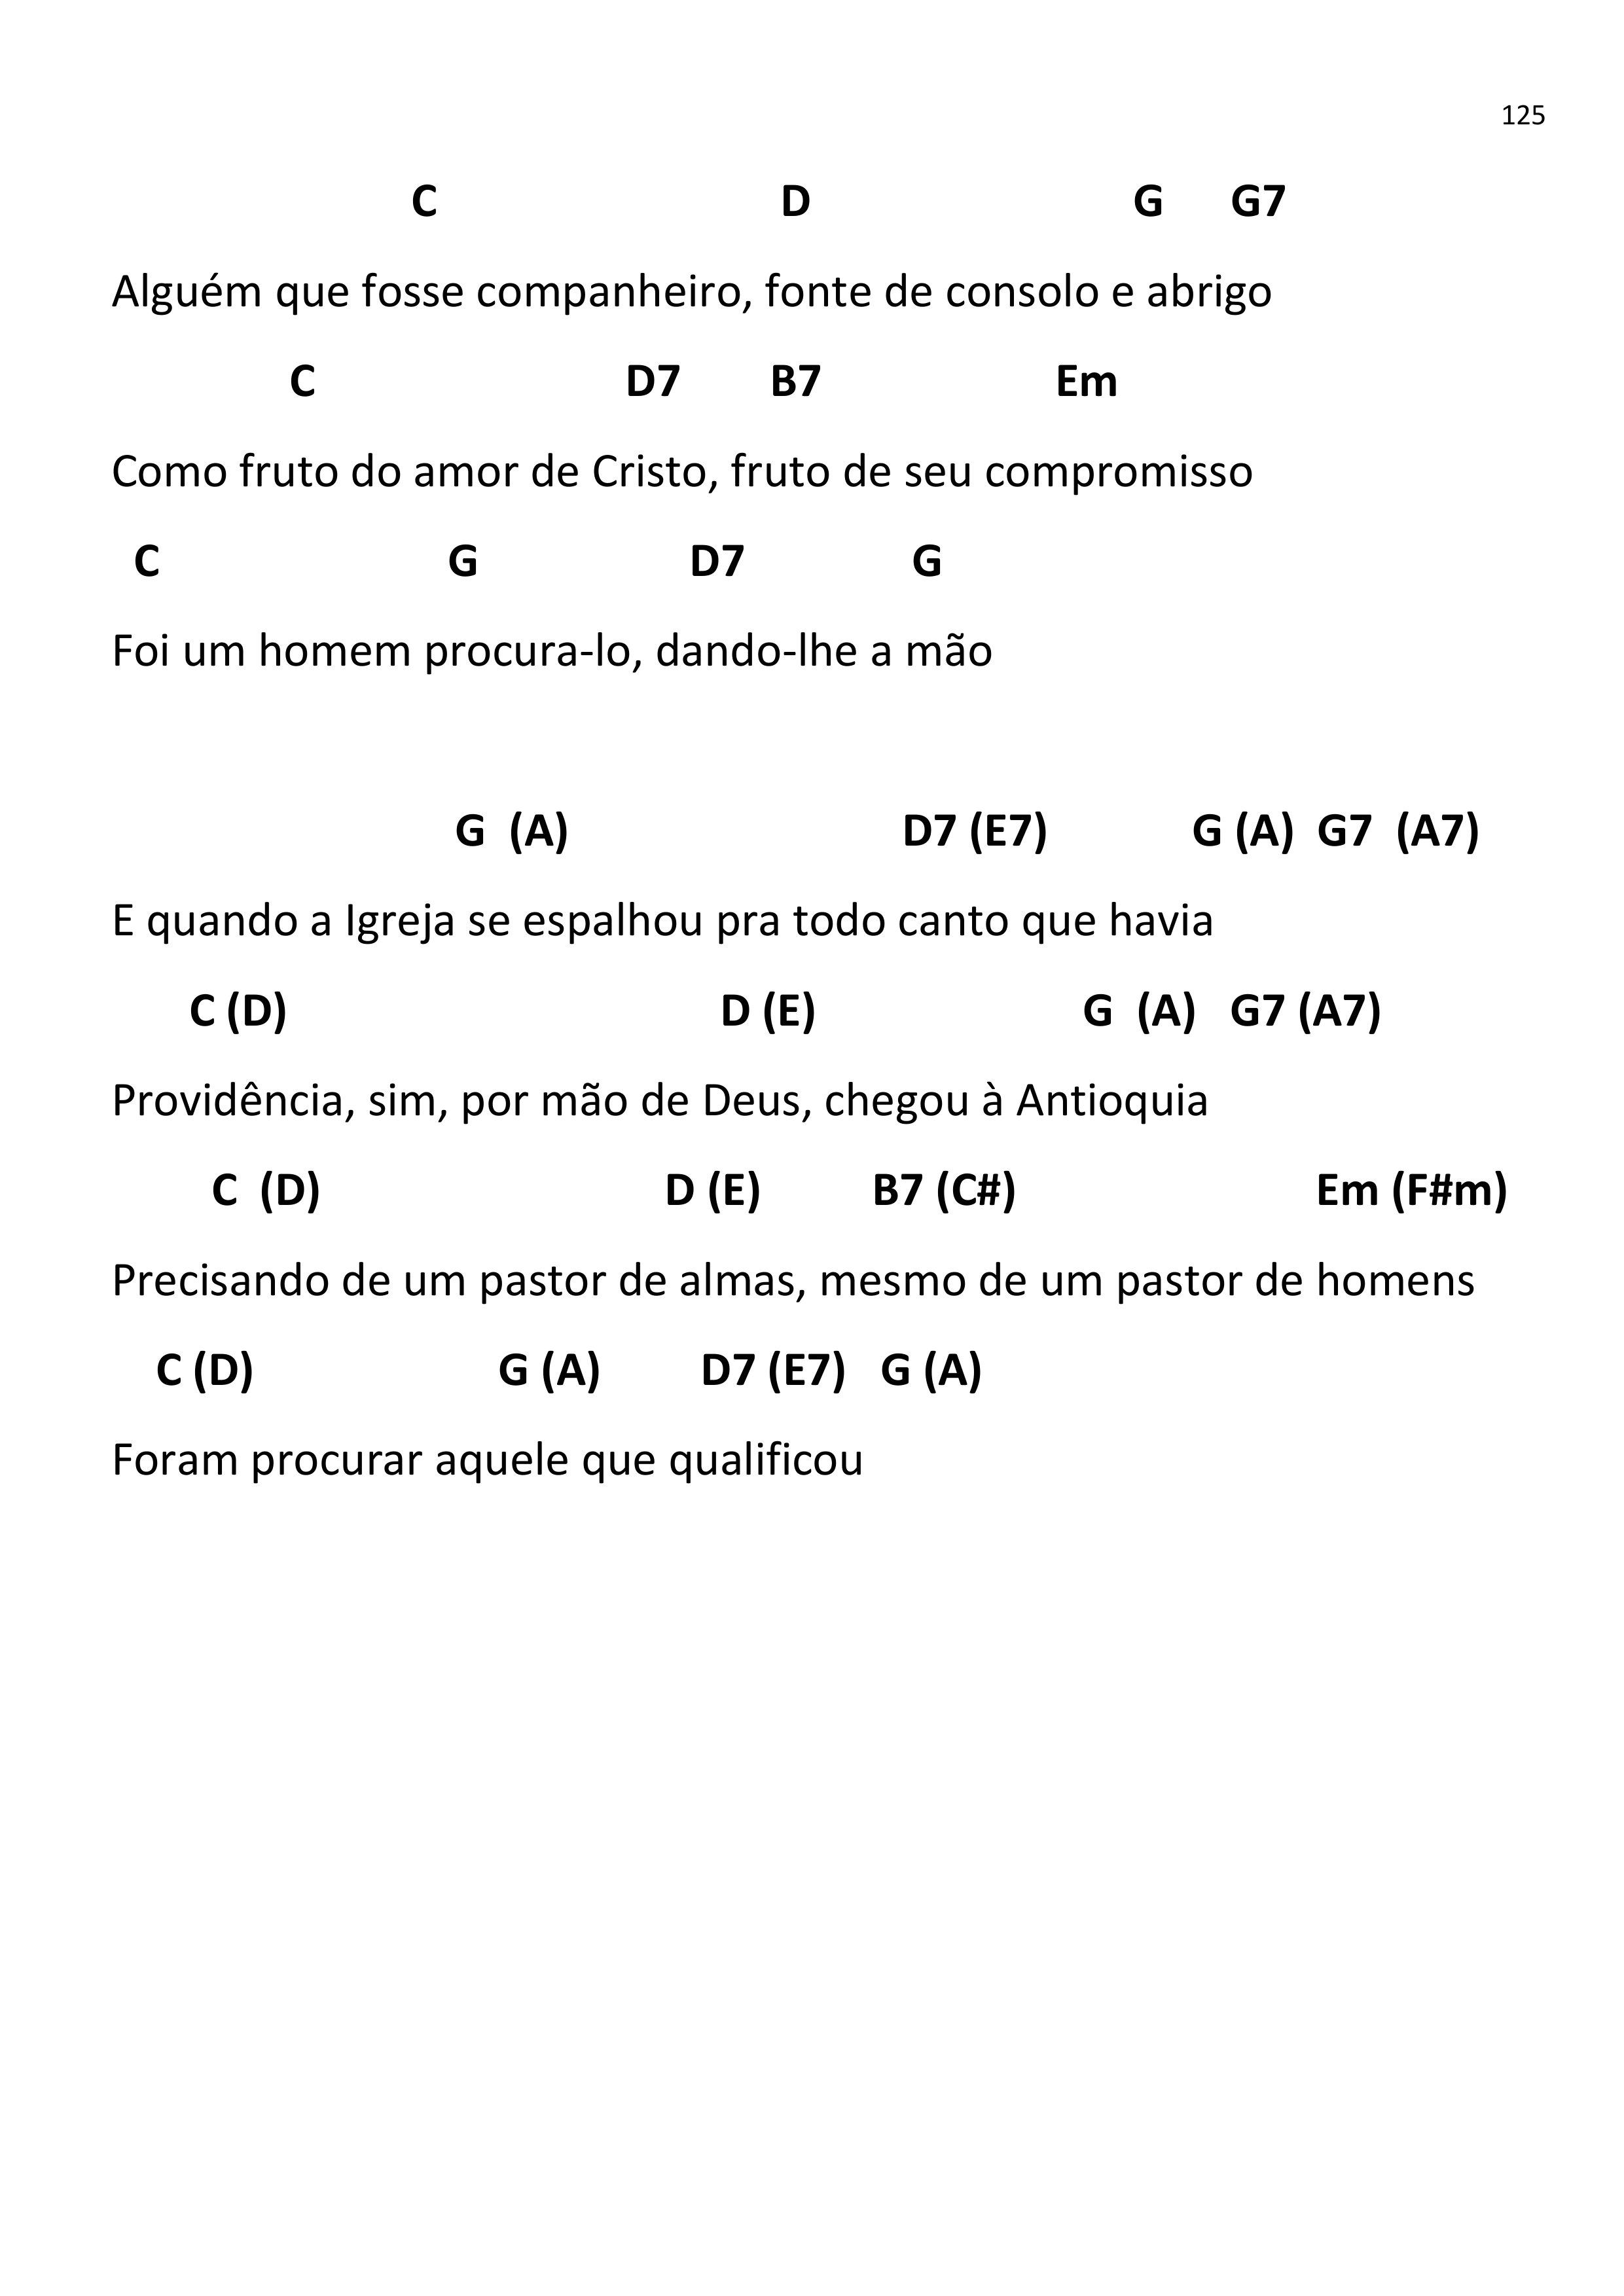 125
C D G G7
Alguém que fosse companheiro, fonte de consolo e abrigo
C D7 B7 Em
Como fruto do amor de Cristo, fruto de seu compromisso
C G D7 G
Foi um homem procura-lo, dando-lhe a mão
G (A) D7 (E7) G (A) G7 (A7)
E quando a Igreja se espalhou pra todo canto que havia
C (D) D (E) G (A) G7 (A7)
Providência, sim, por mão de Deus, chegou à Antioquia
C (D) D (E) B7 (C#) Em (F#m)
Precisando de um pastor de almas, mesmo de um pastor de homens
C (D) G (A) D7 (E7) G (A)
Foram procurar aquele que qualificou